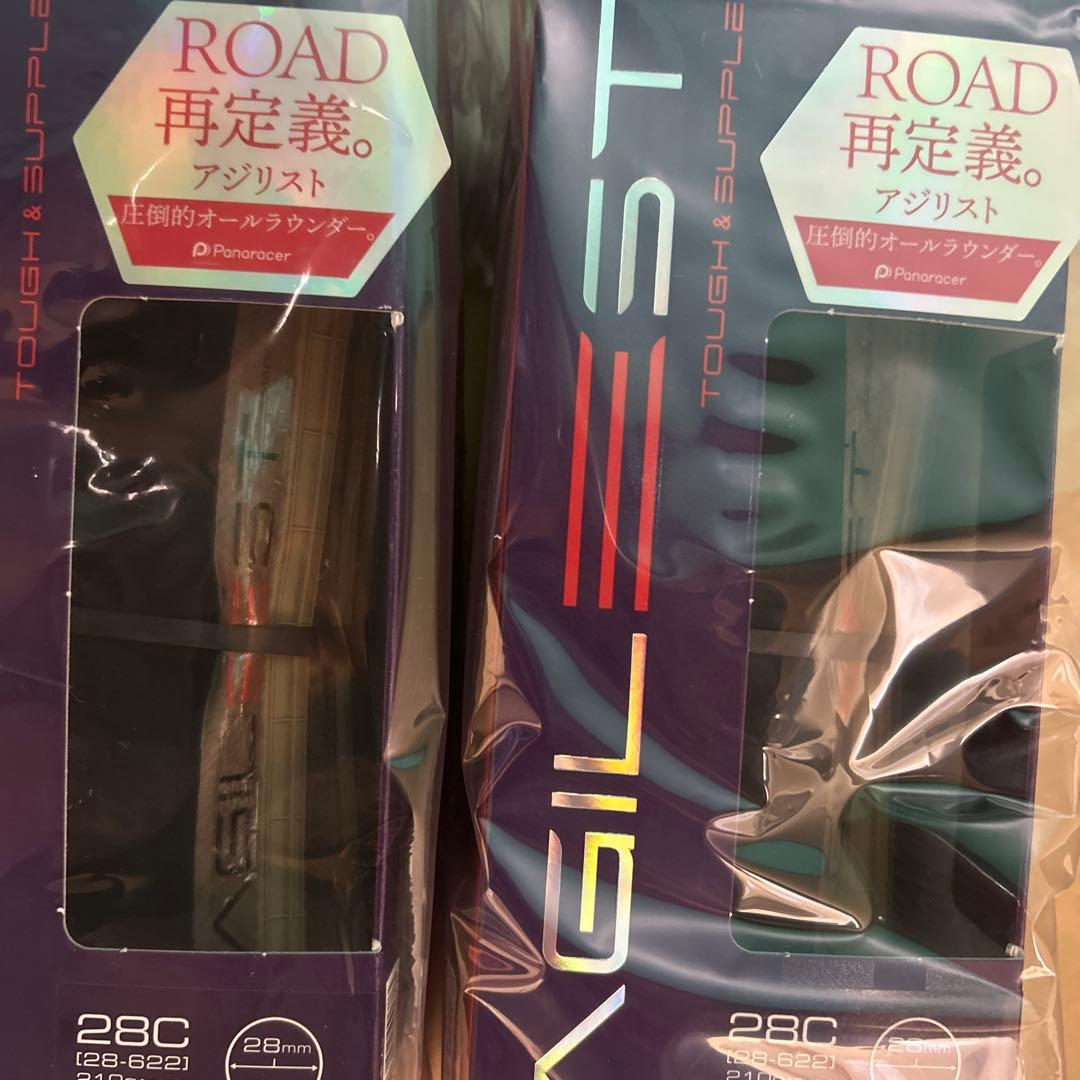 TOUGH & SUPPLE
ROAD
再定義。
アジリスト
圧倒的オールラウンダー。
Panaracer
AGILEST
28C
[28-622]
28mm
AGILEST
TOUGH & SUPPLE
ROAD
再定義。
アジリスト
圧倒的オールラウンダー。
Panaracer
28C
[28-622]
28mm